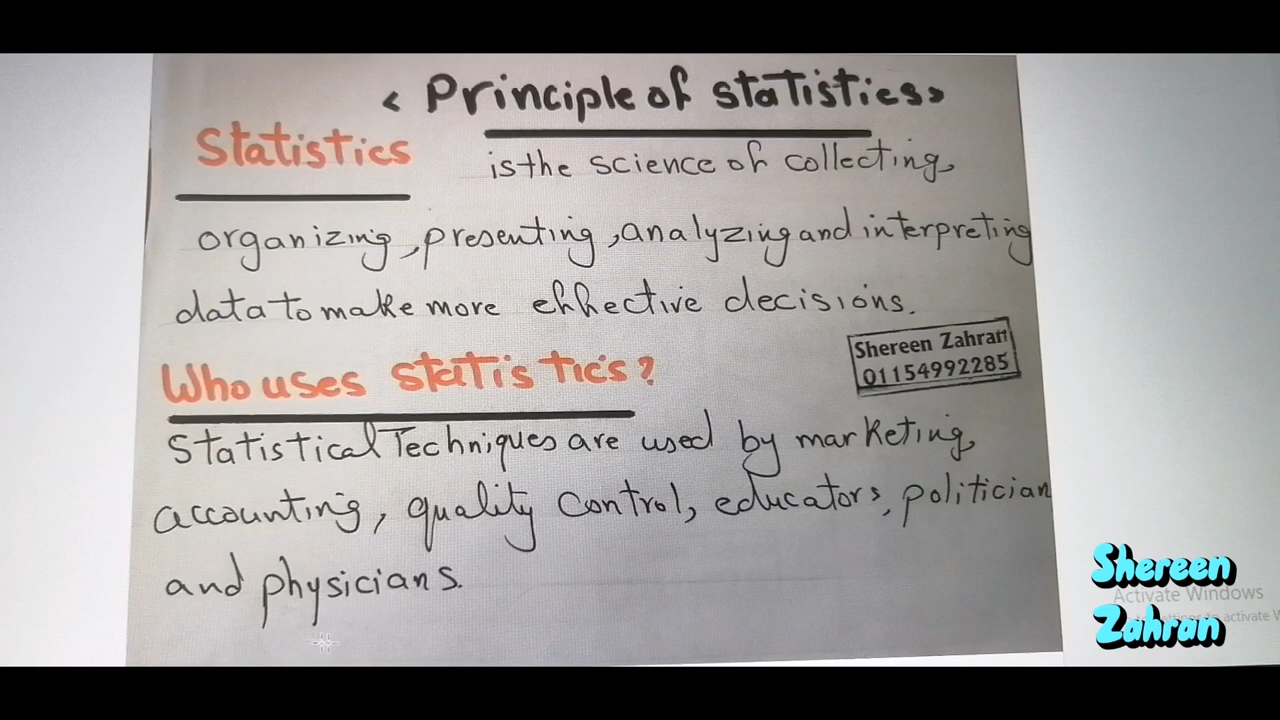 < Principle of statistics>
Statistics is the science of collecting,
organizing, presenting, analyzing and interpreting
data to make more effective decisions.
Shereen Zahran
01154992285
Who uses statistics?
Statistical Techniques are used by marketing,
accounting, quality control, educators, politician
and physicians.
Shereen
Zahran
Activate Windows
activate W